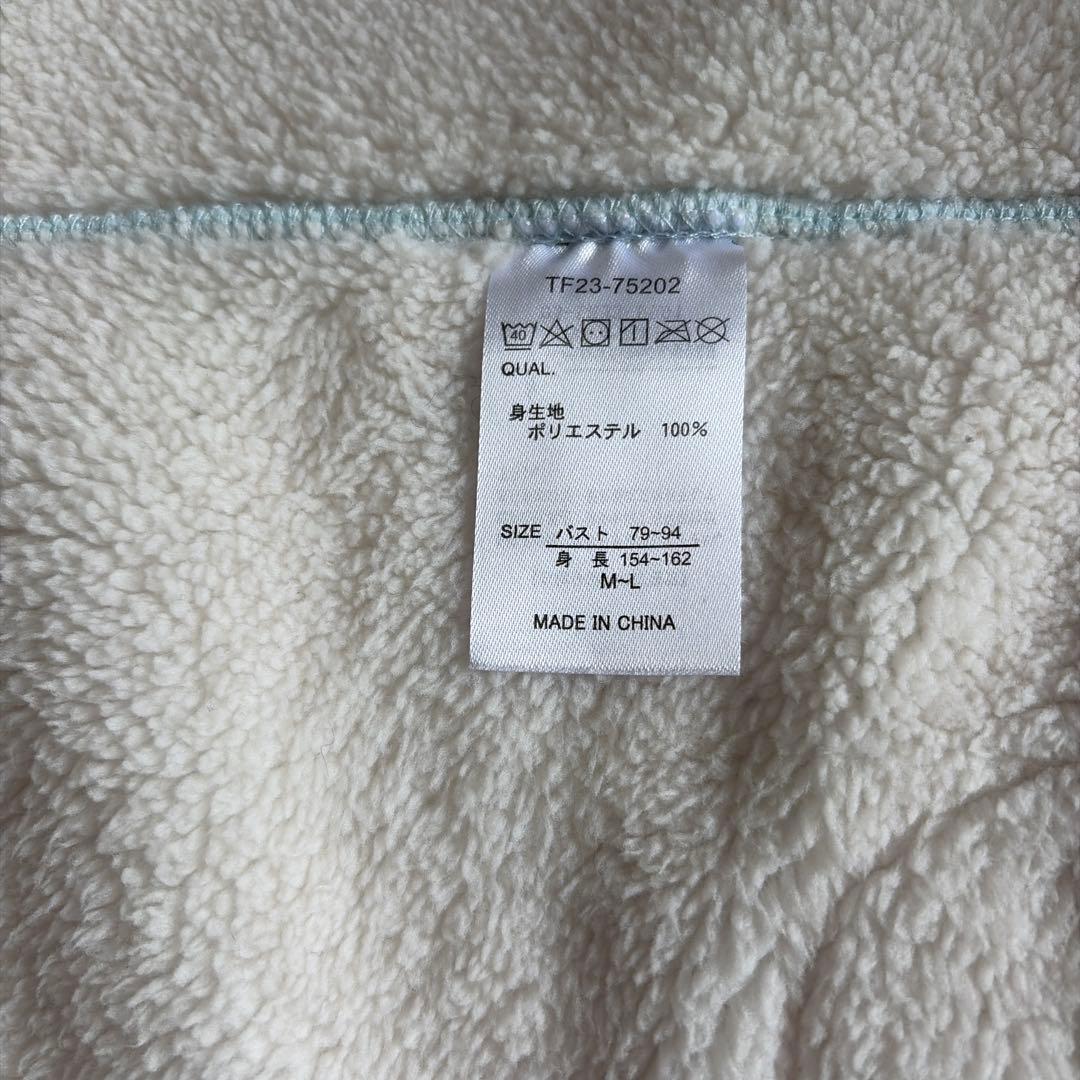 TF23-75202
40
QUAL.
身生地
ポリエステル 100%
SIZE バスト 79~94
身 長 154~162
M~L
MADE IN CHINA